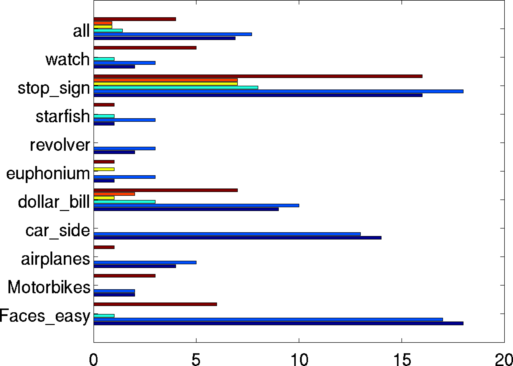 all
watch
stop_sign
starfish
revolver
euphonium
dollar_bill
car_side
airplanes
Motorbikes
Faces_easy
0 5 10 15 20